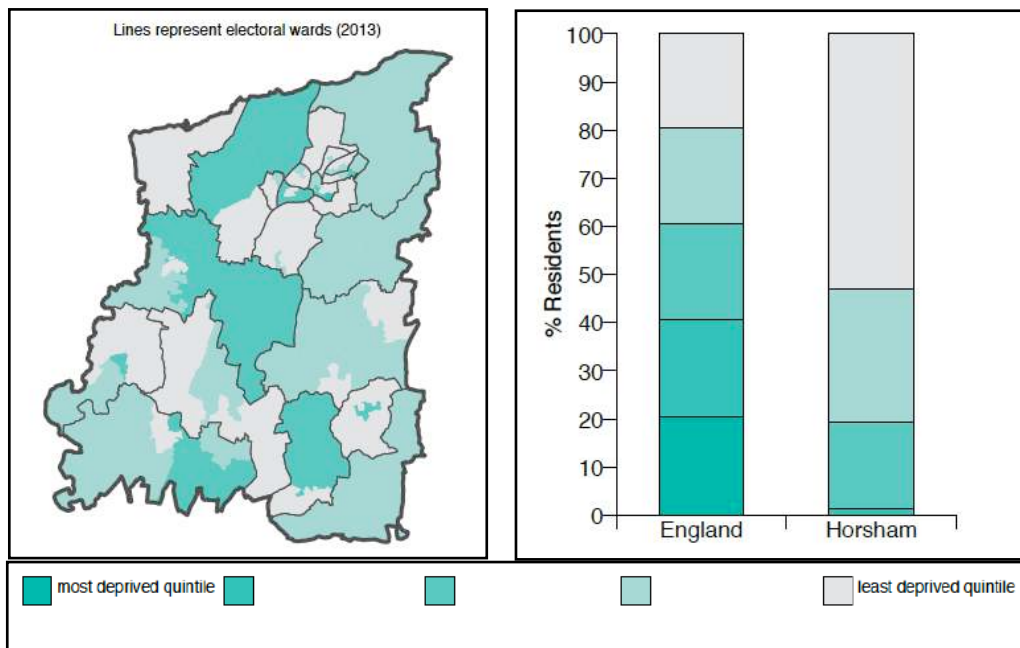 Lines represent electoral wards (2013)
% Residents
100
90
80
70
60
50
40
30
20
10
0
England Horsham
most deprived quintile least deprived quintile